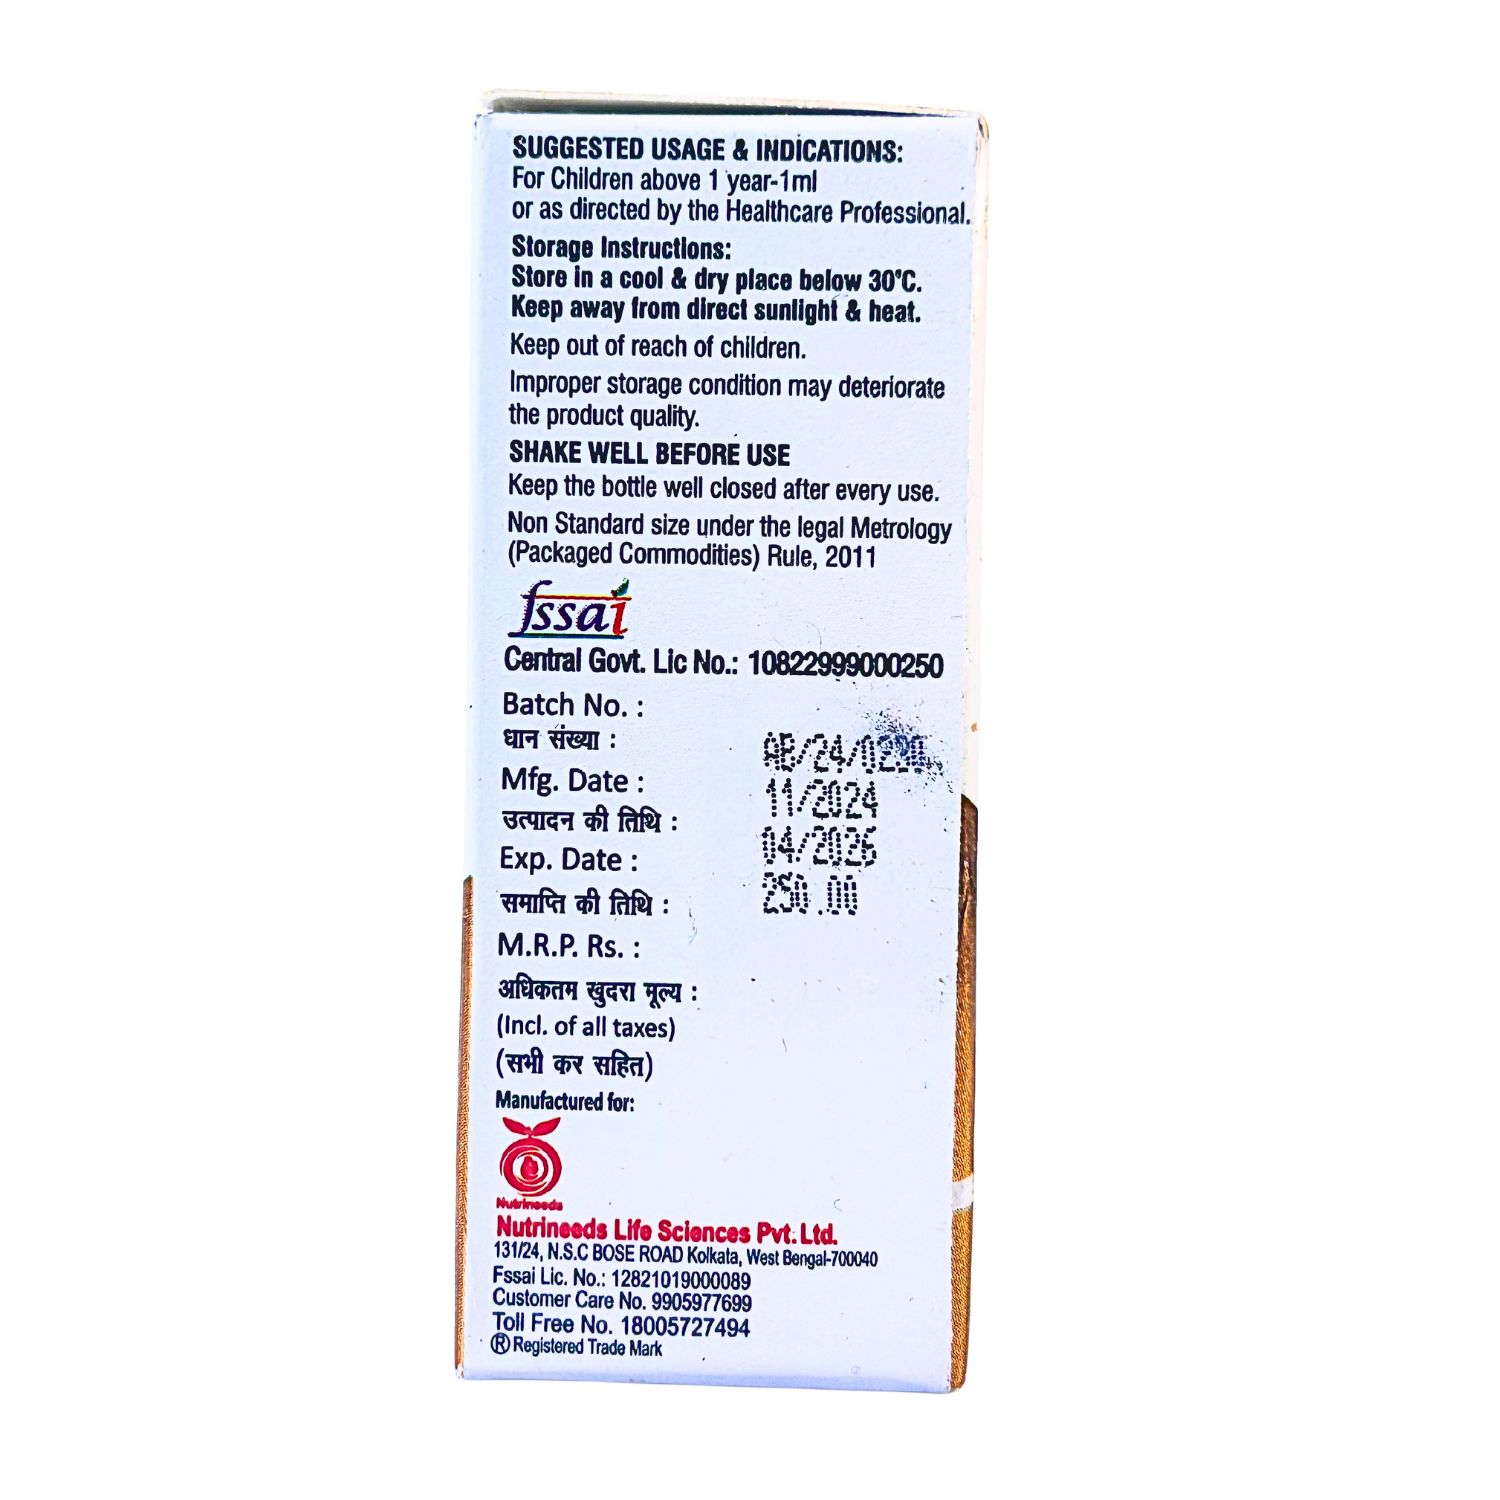 SUGGESTED USAGE & INDICATIONS:
For Children above 1 year-1ml
or as directed by the Healthcare Professional.
Storage Instructions:
Store in a cool & dry place below 30°C.
Keep away from direct sunlight & heat.
Keep out of reach of children.
Improper storage condition may deteriorate
the product quality.
SHAKE WELL BEFORE USE
Keep the bottle well closed after every use.
Non Standard size under the legal Metrology
(Packaged Commodities) Rule, 2011
fssai
Central Govt. Lic No.: 10822999000250
Batch No. :
धान संख्या :
Mfg. Date :
11/2024
उत्पादन की तिथि :
04/2026
Exp. Date :
250.00
समाप्ति की तिथि :
M.R.P. Rs. :
अधिकतम खुदरा मूल्य :
(Incl. of all taxes)
(सभी कर सहित)
Manufactured for:
Nutrineeds
Nutrineeds Life Sciences Pvt. Ltd.
131/24, N.S.C BOSE ROAD Kolkata, West Bengal-700040
Fssai Lic. No.: 12821019000089
Customer Care No. 9905977699
Toll Free No. 18005727494
® Registered Trade Mark